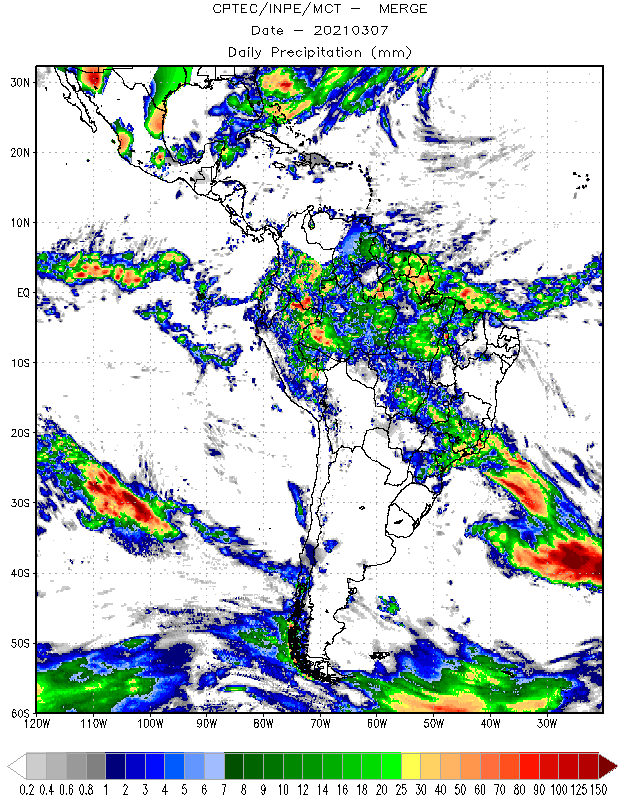 CPTEC/INPE/MCT - MERGE
Date - 20210307
Daily Precipitation (mm)
30N
20N
10N
EQ
10S
20S
30S
40S
50S
60S
120W 110W 100W 90W 80W 70W 60W 50W 40W 30W
0.2 0.4 0.6 0.8 1 2 3 4 5 6 7 8 9 10 12 14 16 18 20 25 30 40 50 60 70 80 90 100 125 150